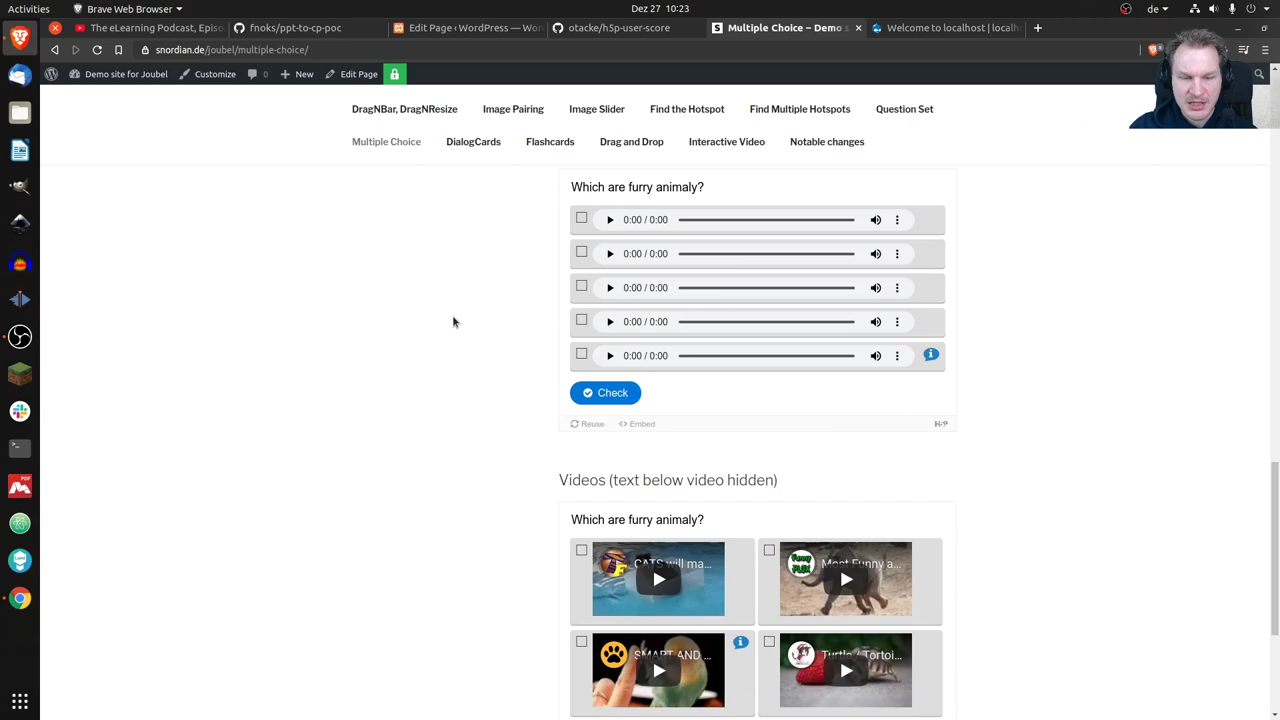 Activities
Brave Web Browser
Dez 27 10:23
de
The eLearning Podcast, Episo
fnoks/ppt-to-cp-poc
Edit Page ‹ WordPress — Wor
otacke/h5p-user-score
Multiple Choice – Demo s
Welcome to localhost | localh
snordian.de/joubel/multiple-choice/
Demo site for Joubel
Customize
0
New
Edit Page
DragNBar, DragNResize
Image Pairing
Image Slider
Find the Hotspot
Find Multiple Hotspots
Question Set
Multiple Choice
DialogCards
Flashcards
Drag and Drop
Interactive Video
Notable changes
Which are furry animaly?
0:00 / 0:00
0:00 / 0:00
0:00 / 0:00
0:00 / 0:00
0:00 / 0:00
Check
Reuse
Embed
H5P
Videos (text below video hidden)
Which are furry animaly?
CATS will ma...
Most Funny a...
SMART AND ...
Turtle / Tortoi...